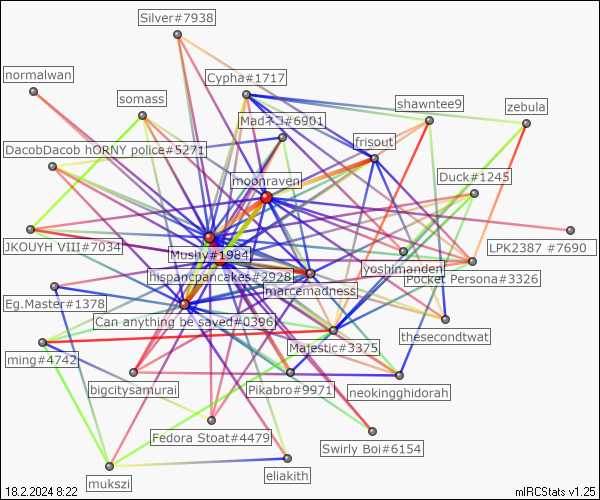 Silver#7938
normalwan
Cypha#1717
somass
shawntee9
zebula
Madネコ#6901
DacobDacob hORNY police#5271
frisout
moonraven
Duck#1245
JKOUYH VIII#7034
LPK2387 #7690
Mushy#1984
yoshimanden
hispancpancakes#2928
Pocket Persona#3326
marcemadness
Eg.Master#1378
Can anything be saved#0396
thesecondtwat
Majestic#3375
ming#4742
bigcitysamurai
Pikabro#9971
neokingghidorah
Fedora Stoat#4479
Swirly Boi#6154
eliakith
mukszi
18.2.2024 8:22
mIRCStats v1.25